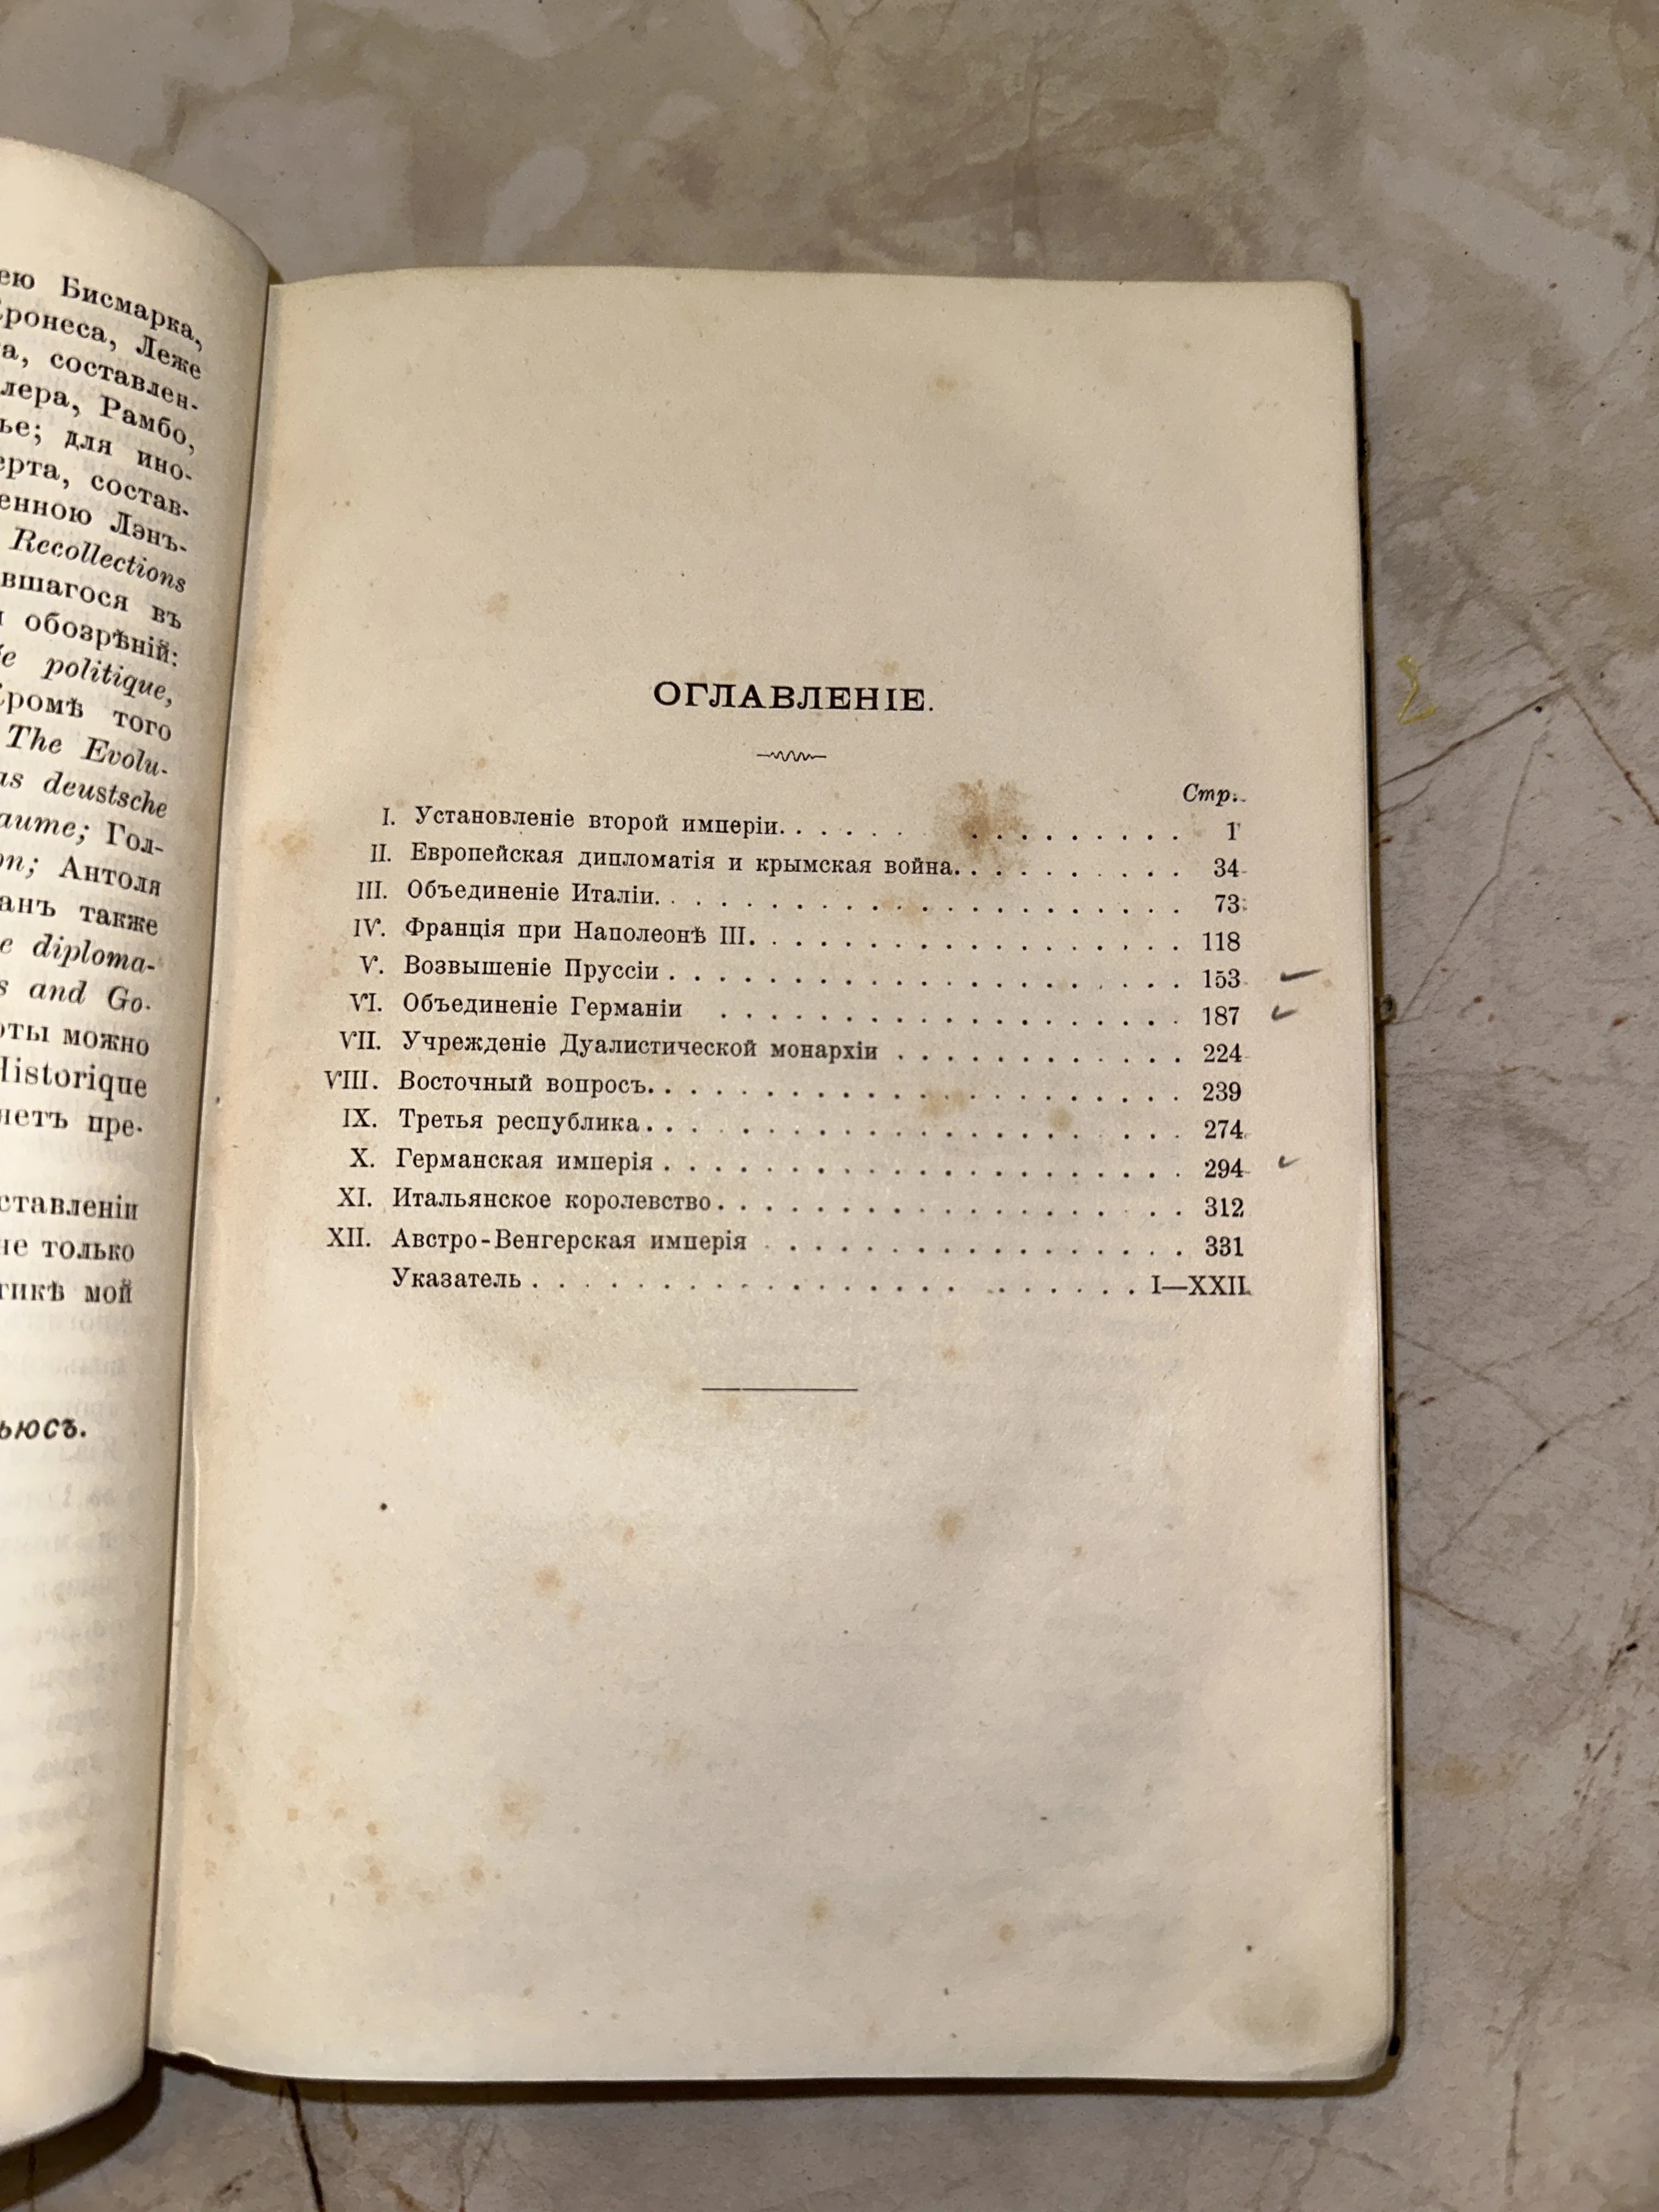 ею Бисмарка,
Кронеса, Леже
а, составлен-
лера, Рамбо,
ье; для ино-
ерта, состав-
енною Лэнъ-
Recollections
вшагося въ
обозрѣній:
politique,
Кромѣ того
The Evolu-
as deustsche
aume; Гол-
on; Антоля
анъ также
e diploma-
s and Go-
оты можно
Historique
нетъ пре-
ставленіи
не только
тикѣ мой
ьюсъ.
ОГЛАВЛЕНІЕ.
Стр.
I. Установленіе второй имперіи. . . . . . . . . . . . . . . . 1
II. Европейская дипломатія и крымская война. . . . . . . . . . 34
III. Объединеніе Италіи. . . . . . . . . . . . . . . . . . . . . 73
IV. Франція при Наполеонѣ III. . . . . . . . . . . . . . . . . . 118
V. Возвышеніе Пруссіи . . . . . . . . . . . . . . . . . . . . . 153
VI. Объединеніе Германіи . . . . . . . . . . . . . . . . . . . 187
VII. Учрежденіе Дуалистической монархіи . . . . . . . . . . . . 224
VIII. Восточный вопросъ. . . . . . . . . . . . . . . . . . . . . 239
IX. Третья республика. . . . . . . . . . . . . . . . . . . . . . 274
X. Германская имперія . . . . . . . . . . . . . . . . . . . . . 294
XI. Итальянское королевство. . . . . . . . . . . . . . . . . . . 312
XII. Австро-Венгерская имперія . . . . . . . . . . . . . . . . . 331
Указатель . . . . . . . . . . . . . . . . . . . . . . . I—XXII